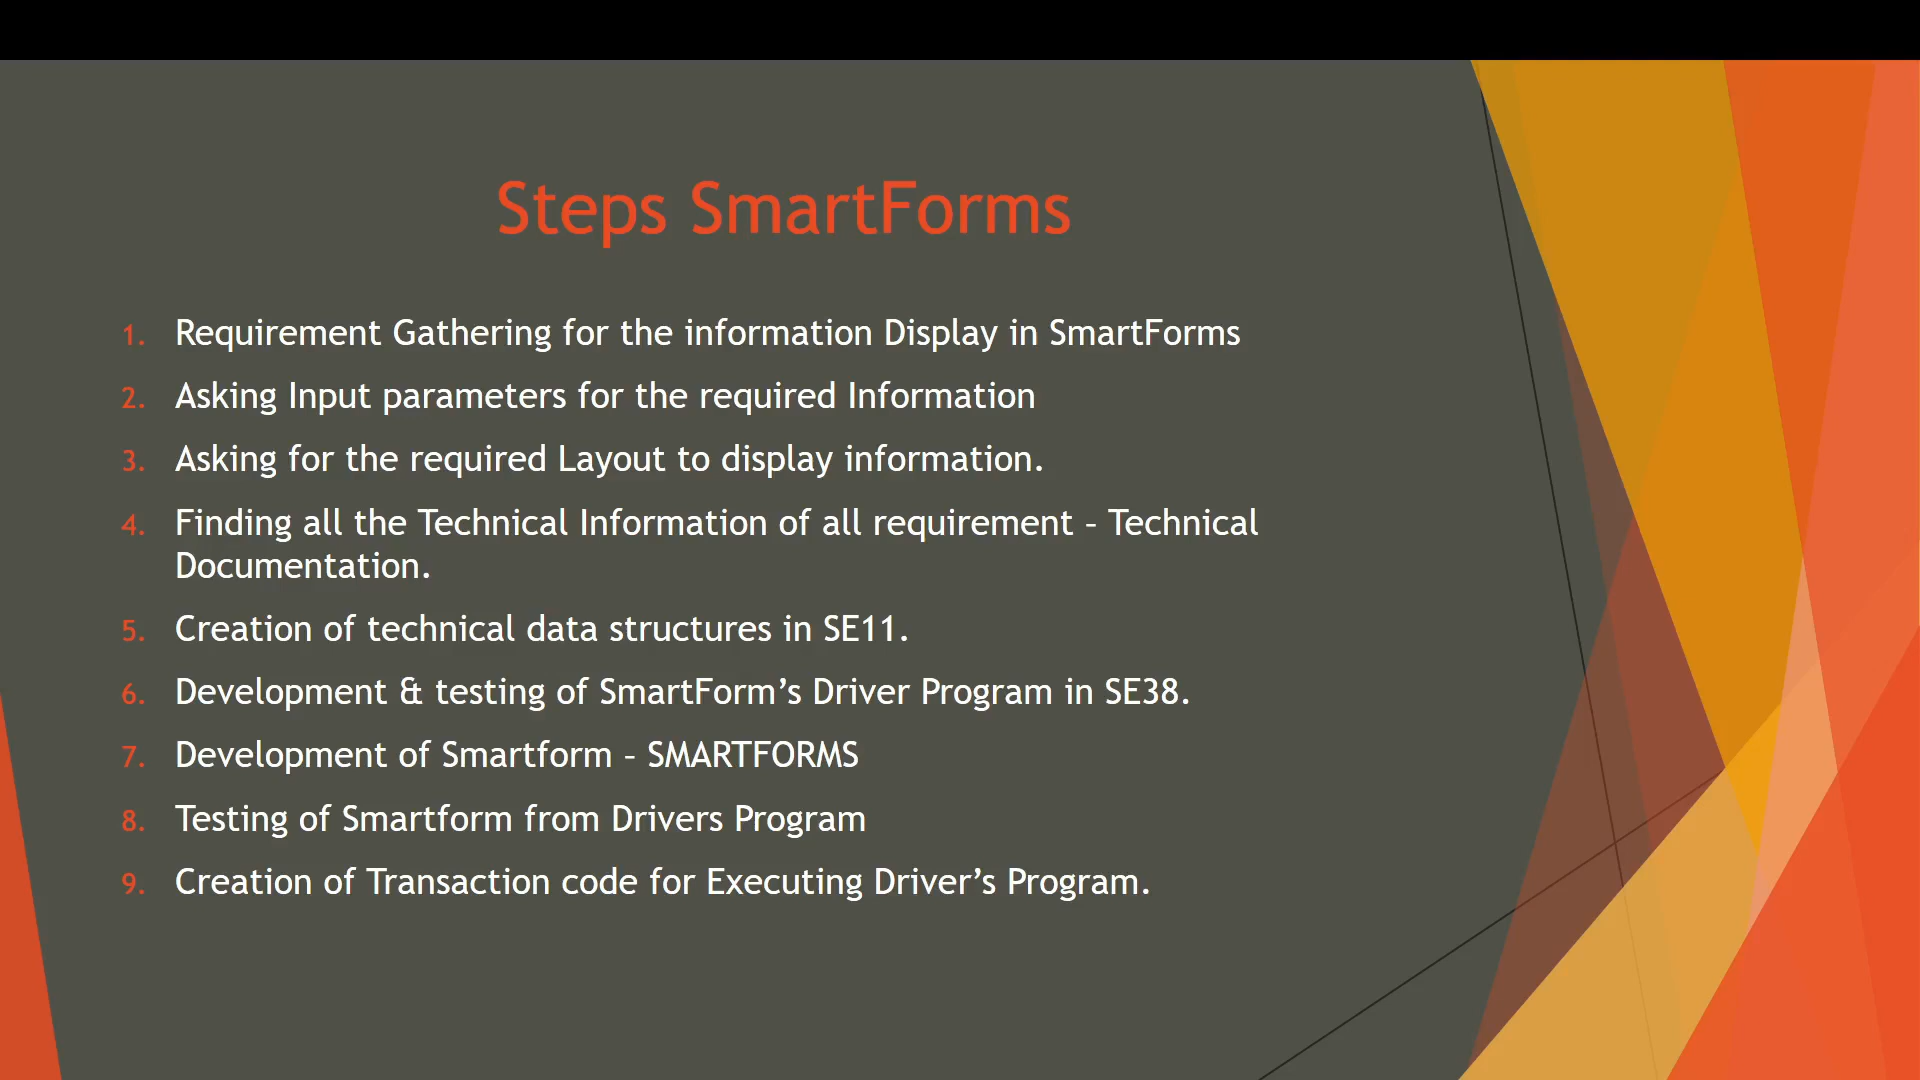 Steps SmartForms
1. Requirement Gathering for the information Display in SmartForms
2. Asking Input parameters for the required Information
3. Asking for the required Layout to display information.
4. Finding all the Technical Information of all requirement – Technical
Documentation.
5. Creation of technical data structures in SE11.
6. Development & testing of SmartForm’s Driver Program in SE38.
7. Development of Smartform – SMARTFORMS
8. Testing of Smartform from Drivers Program
9. Creation of Transaction code for Executing Driver’s Program.